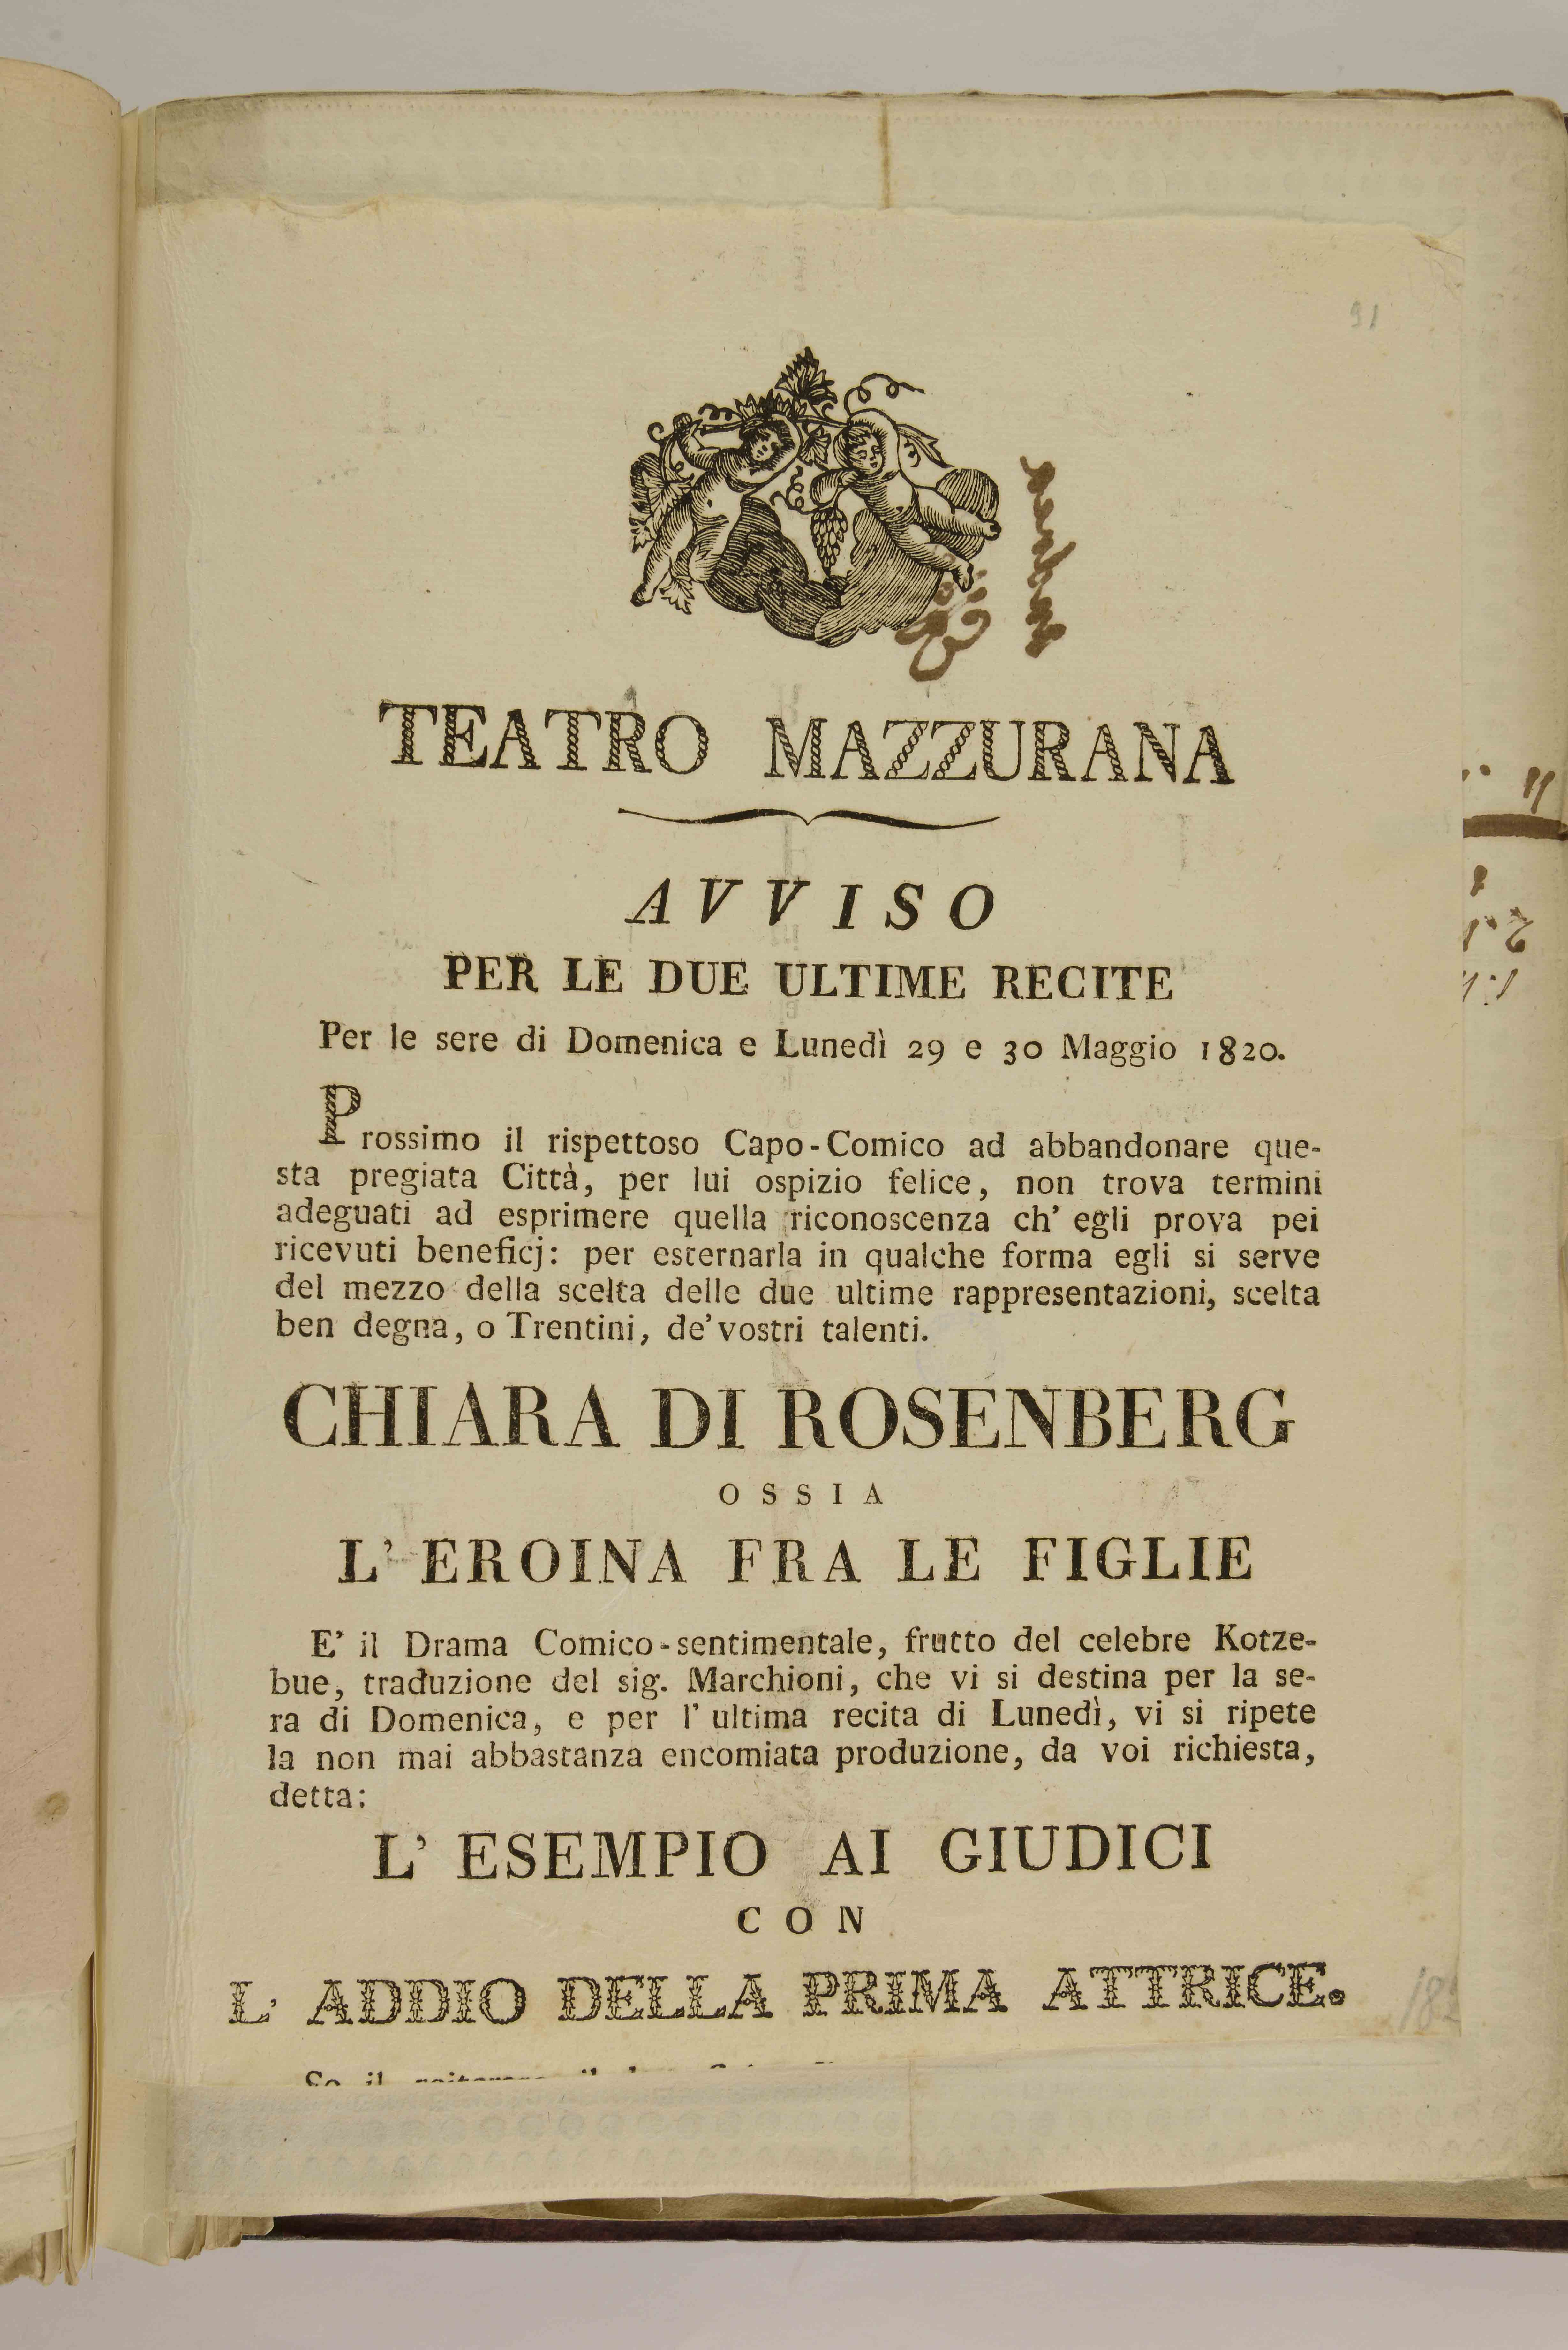 91
TEATRO MAZZURANA
AVVISO
PER LE DUE ULTIME RECITE
Per le sere di Domenica e Lunedì 29 e 30 Maggio 1820.
Prossimo il rispettoso Capo-Comico ad abbandonare que-
sta pregiata Città, per lui ospizio felice, non trova termini
adeguati ad esprimere quella riconoscenza ch' egli prova pei
ricevuti beneficj: per esternarla in qualche forma egli si serve
del mezzo della scelta delle due ultime rappresentazioni, scelta
ben degna, o Trentini, de' vostri talenti.
CHIARA DI ROSENBERG
OSSIA
L' EROINA FRA LE FIGLIE
E' il Drama Comico-sentimentale, frutto del celebre Kotze-
bue, traduzione del sig. Marchioni, che vi si destina per la se-
ra di Domenica, e per l' ultima recita di Lunedì, vi si ripete
la non mai abbastanza encomiata produzione, da voi richiesta,
detta:
L' ESEMPIO AI GIUDICI
CON
L' ADDIO DELLA PRIMA ATTRICE.